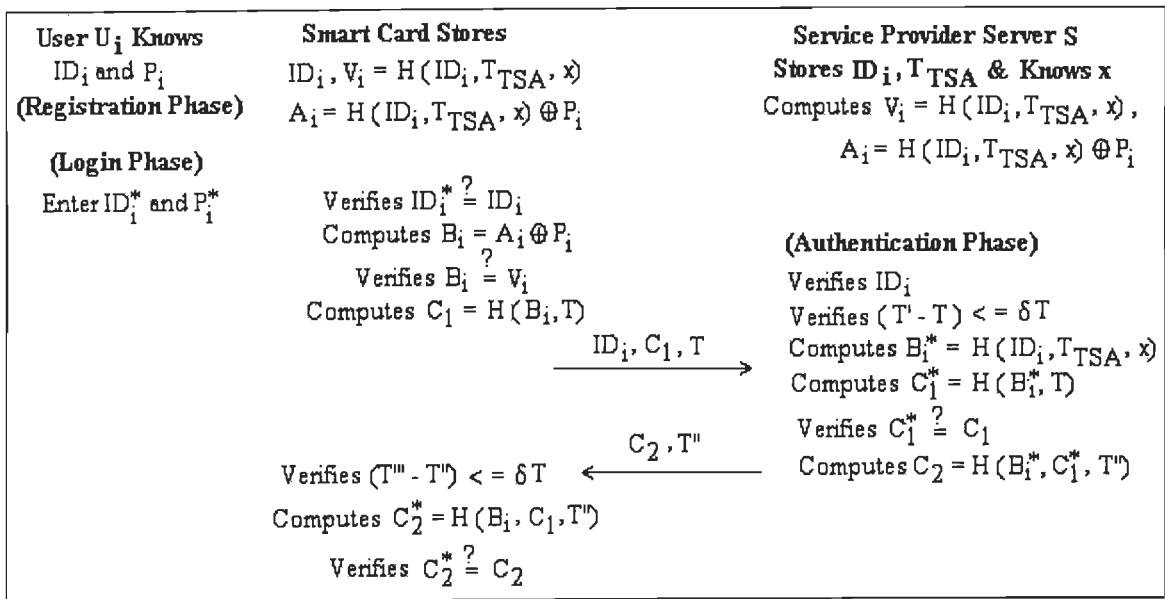 User U_i Knows
ID_i and P_i
(Registration Phase)
Smart Card Stores
ID_i , V_i = H(ID_i,T_TSA, x)
A_i = H(ID_i,T_TSA, x) ⊕ P_i
Service Provider Server S
Stores ID_i, T_TSA & Knows x
Computes V_i = H(ID_i,T_TSA, x) ,
A_i = H(ID_i,T_TSA, x) ⊕ P_i
(Login Phase)
Enter ID_i^* and P_i^*
Verifies ID_i^* ?= ID_i
Computes B_i = A_i ⊕ P_i
Verifies B_i ?= V_i
Computes C_1 = H(B_i,T)
ID_i, C_1, T
(Authentication Phase)
Verifies ID_i
Verifies (T' - T) < = δT
Computes B_i^* = H(ID_i,T_TSA, x)
Computes C_1^* = H(B_i^*, T)
Verifies C_1^* ?= C_1
Computes C_2 = H(B_i^*, C_1^*, T'')
C_2 , T''
Verifies (T''' - T'') < = δT
Computes C_2^* = H(B_i, C_1,T'')
Verifies C_2^* ?= C_2